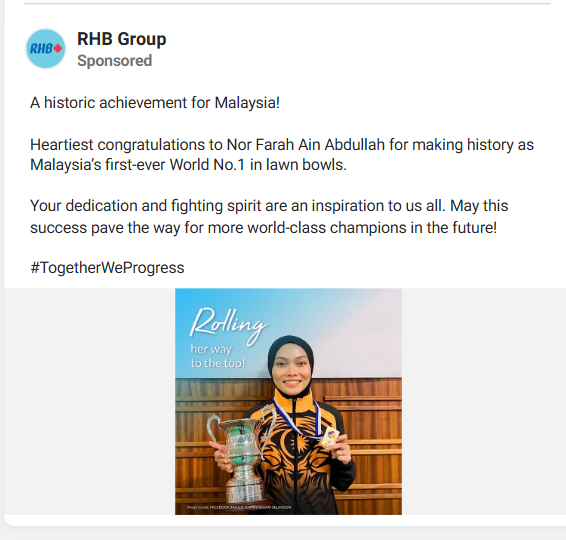 RHB
RHB Group
Sponsored
A historic achievement for Malaysia!
Heartiest congratulations to Nor Farah Ain Abdullah for making history as
Malaysia’s first-ever World No.1 in lawn bowls.
Your dedication and fighting spirit are an inspiration to us all. May this
success pave the way for more world-class champions in the future!
#TogetherWeProgress
Rolling
her way
to the top!
Photo Credit: FACEBOOK MAJLIS SUKAN NEGERI SELANGOR